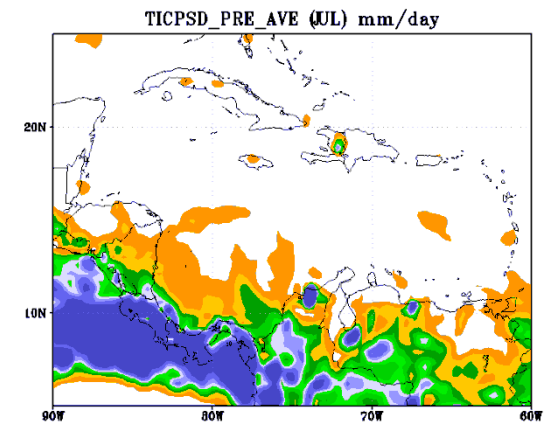 TICPSD_PRE_AVE (JUL) mm/day
20N
10N
90W
80W
70W
60W